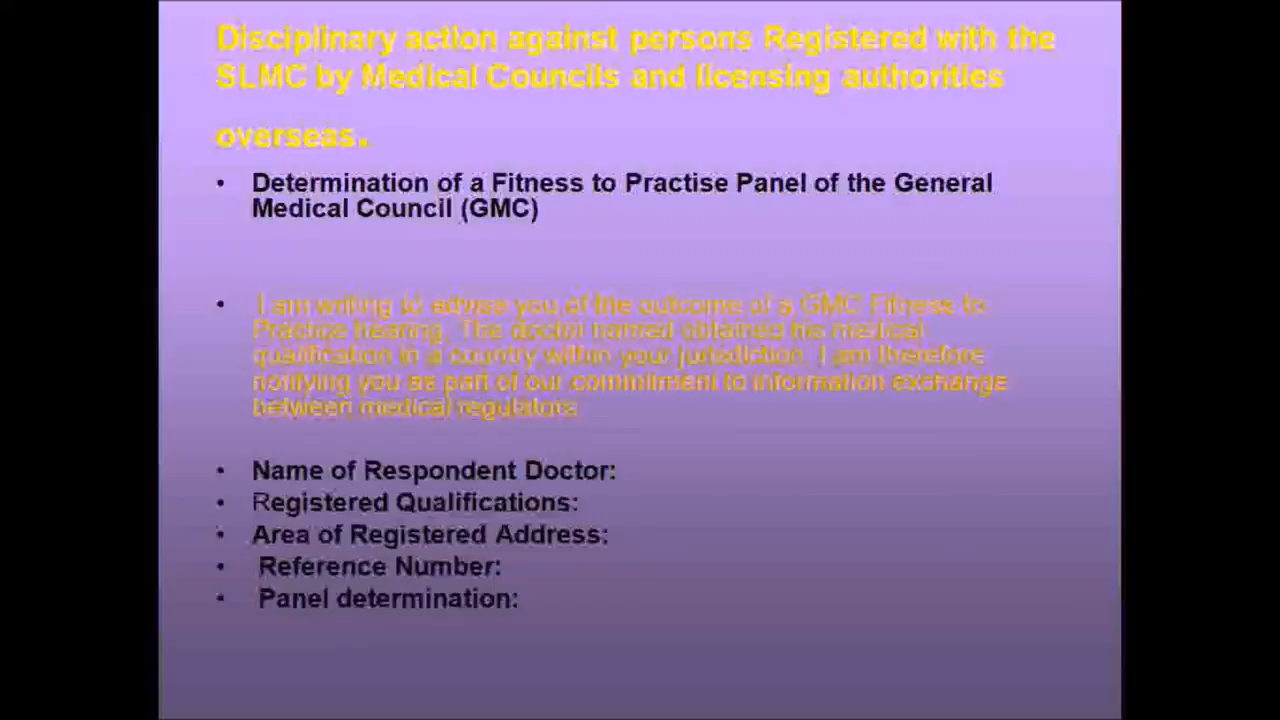 Disciplinary action against persons Registered with the
SLMC by Medical Councils and licensing authorities
overseas.
• Determination of a Fitness to Practise Panel of the General
Medical Council (GMC)
• I am writing to advise you of the outcome of a GMC Fitness to
Practice hearing. The doctor named obtained his medical
qualification in a country within your jurisdiction. I am therefore
notifying you as part of our commitment to information exchange
between medical regulators
• Name of Respondent Doctor:
• Registered Qualifications:
• Area of Registered Address:
• Reference Number:
• Panel determination: